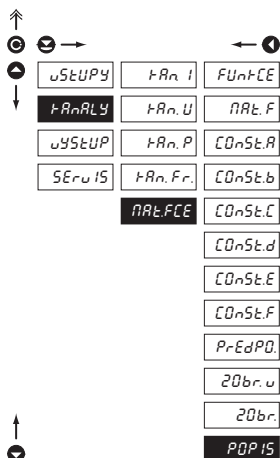 vStUPY
KAnALY
vYStUP
SErvIS
KAn. I
KAn. U
KAn. P
KAn. Fr.
MAt.FCE
FUnKCE
MAt. F
COnSt.A
COnSt.b
COnSt.C
COnSt.d
COnSt.E
COnSt.F
PrEdPO.
ZObr. v
ZObr.
POPIS